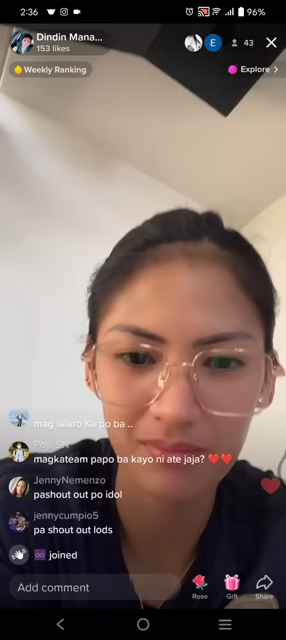 2:36
96%
Dindin Mana...
153 likes
E
43
Weekly Ranking
Explore >
mag lalaro Ka po ba ..
magkateam papo ba kayo ni ate jaja? ❤️❤️
JennyNemenzo
pashout out po idol
jennycumpio5
pa shout out lods
joined
Add comment
Rose
Gift
Share